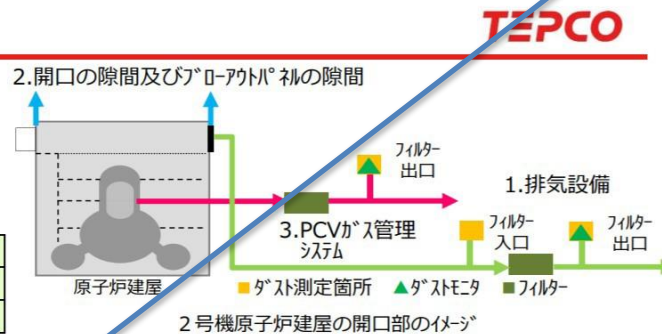 TEPCO
2.開口の隙間及びﾌﾞﾛｰｱｳﾄﾊﾟﾈﾙの隙間
ﾌｨﾙﾀｰ
出口
1.排気設備
3.PCVｶﾞｽ管理
ｼｽﾃﾑ
ﾌｨﾙﾀｰ
入口
ﾌｨﾙﾀｰ
出口
原子炉建屋
■ﾀﾞｽﾄ測定箇所 ▲ﾀﾞｽﾄﾓﾆﾀ ■ﾌｨﾙﾀｰ
2号機原子炉建屋の開口部のｲﾒｰｼﾞ